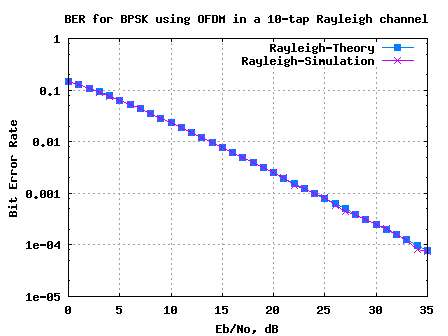 BER for BPSK using OFDM in a 10-tap Rayleigh channel
Rayleigh-Theory
Rayleigh-Simulation
1
0.1
0.01
0.001
1e-04
1e-05
Bit Error Rate
0 5 10 15 20 25 30 35
Eb/No, dB